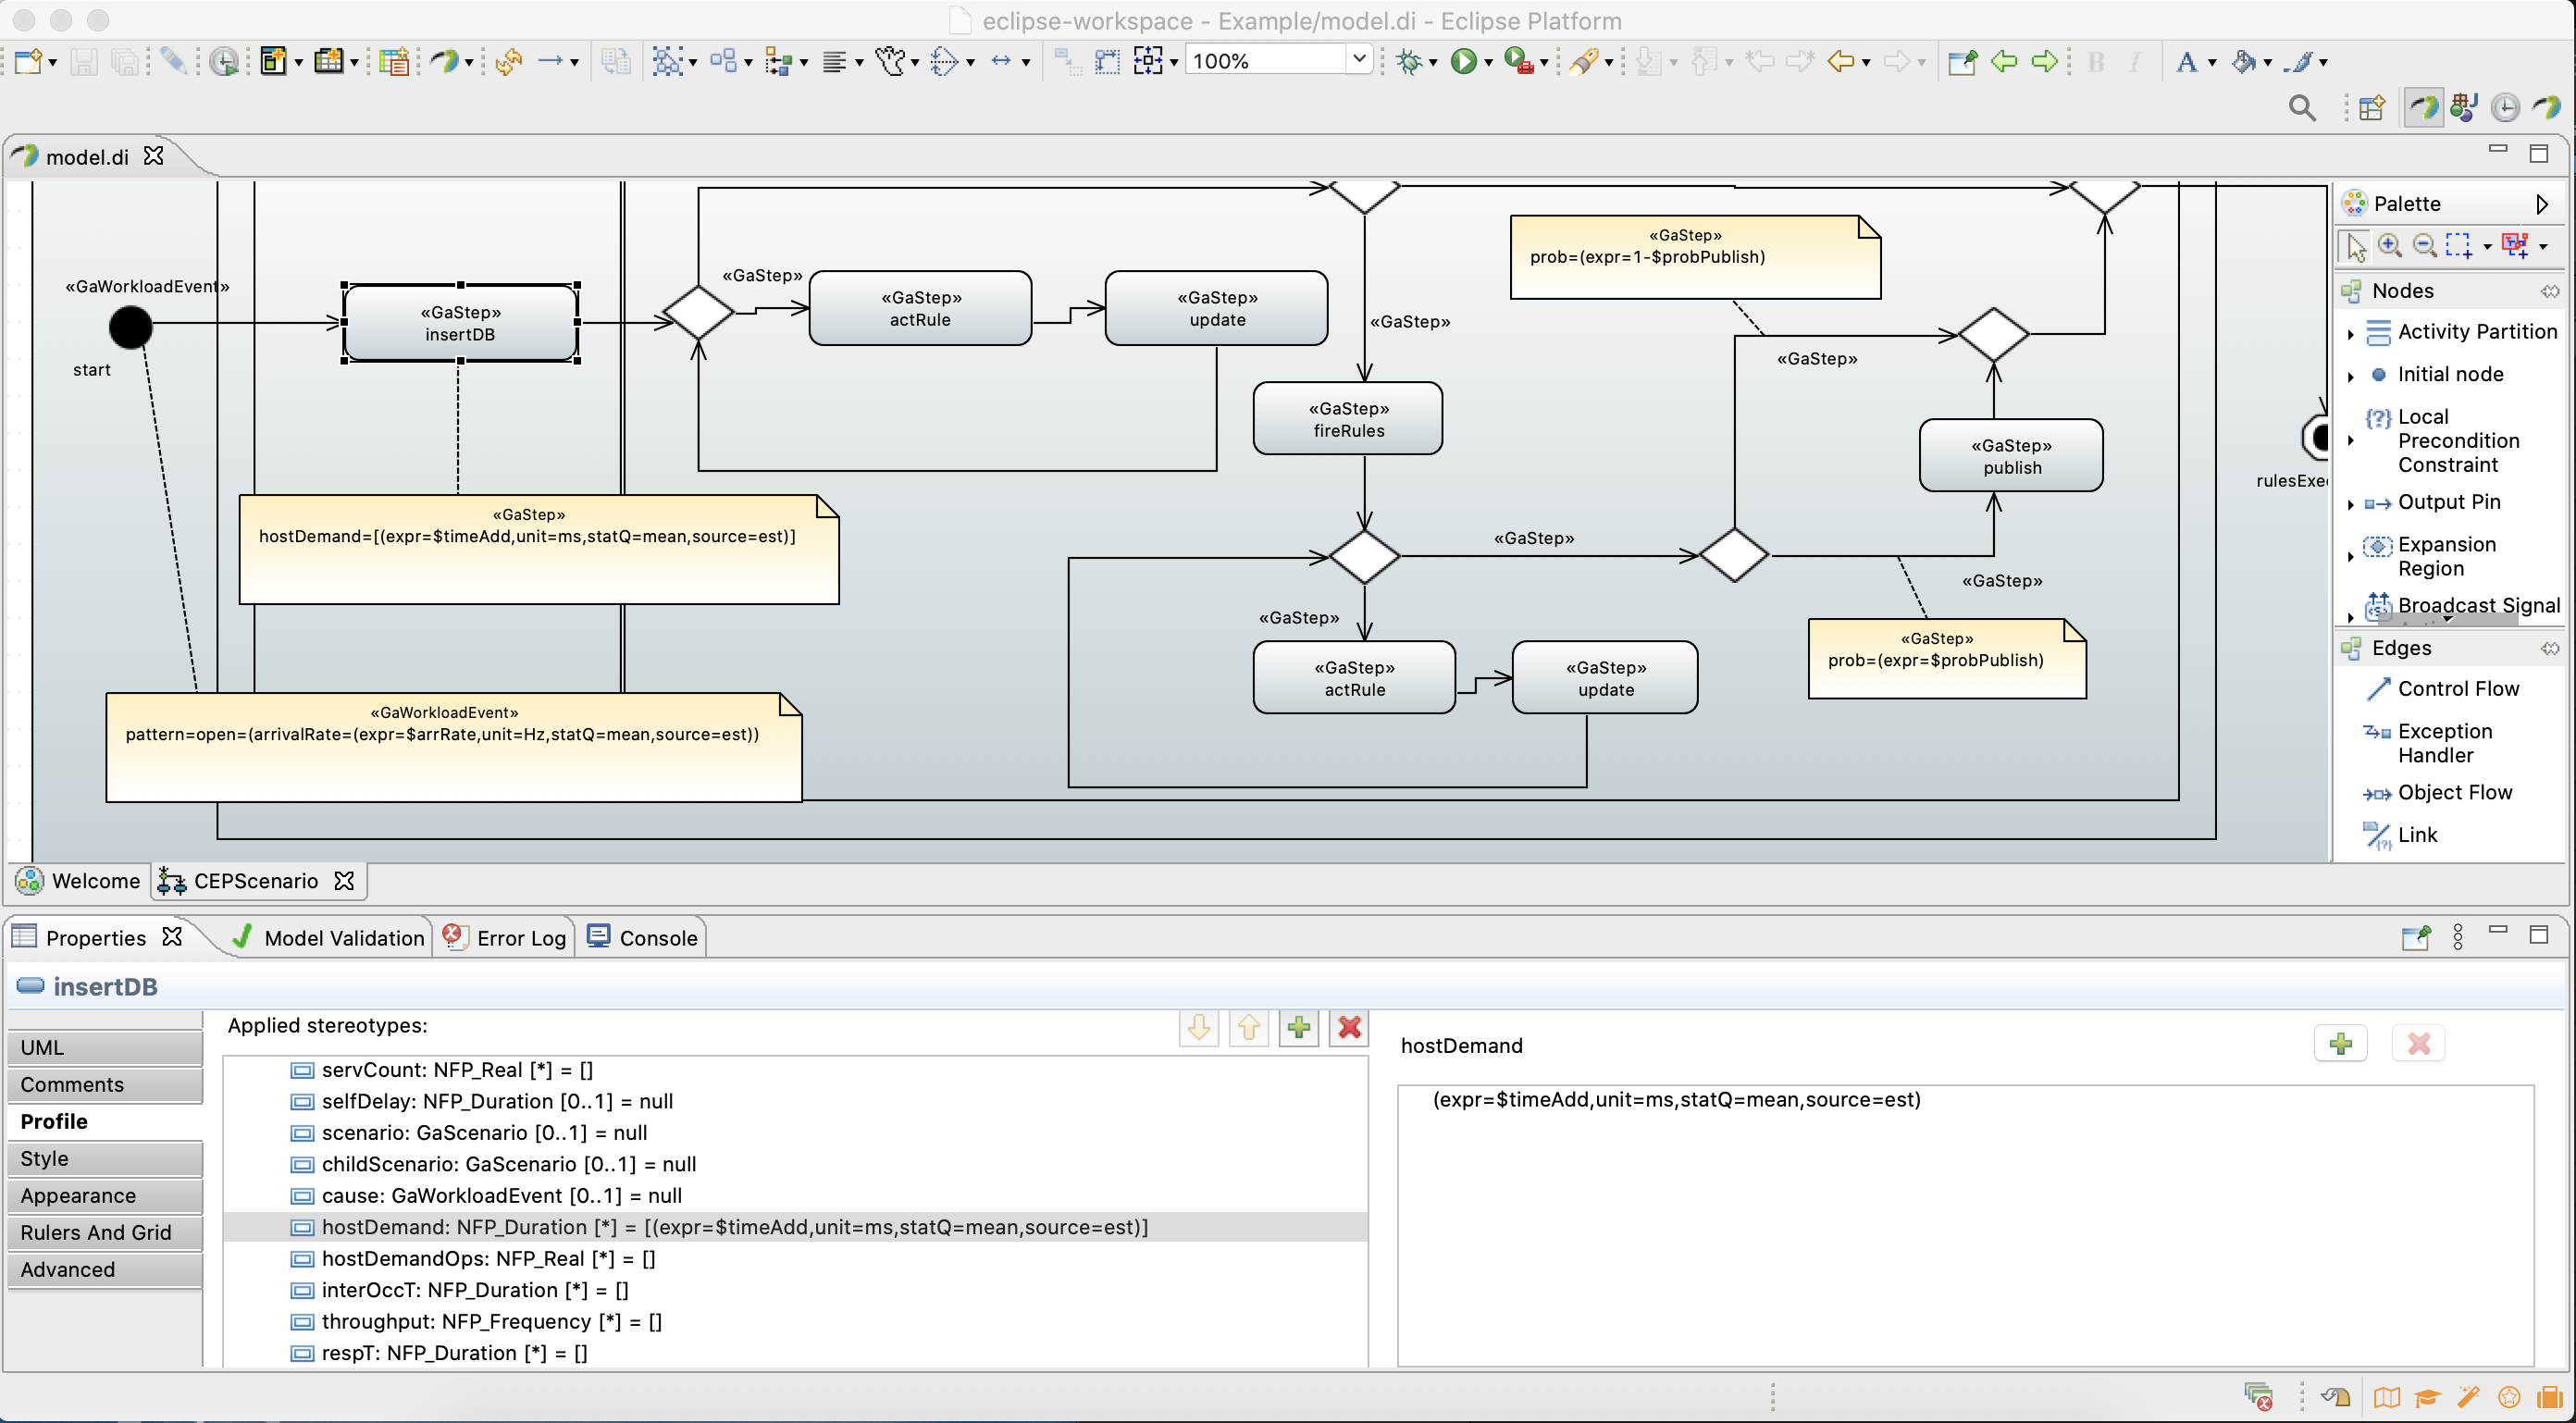 eclipse-workspace - Example/model.di - Eclipse Platform
100%
B I
A
model.di
«GaWorkloadEvent»
start
«GaStep»
insertDB
«GaStep»
«GaStep»
actRule
«GaStep»
update
«GaStep»
«GaStep»
prob=(expr=1-$probPublish)
«GaStep»
«GaStep»
fireRules
«GaStep»
publish
rulesExe
«GaStep»
hostDemand=[(expr=$timeAdd,unit=ms,statQ=mean,source=est)]
«GaStep»
«GaStep»
«GaStep»
«GaStep»
actRule
«GaStep»
update
«GaStep»
prob=(expr=$probPublish)
«GaWorkloadEvent»
pattern=open=(arrivalRate=(expr=$arrRate,unit=Hz,statQ=mean,source=est))
Palette
Nodes
Activity Partition
Initial node
Local
Precondition
Constraint
Output Pin
Expansion
Region
Broadcast Signal
Edges
Control Flow
Exception
Handler
Object Flow
Link
Welcome
CEPScenario
Properties
Model Validation
Error Log
Console
insertDB
UML
Comments
Profile
Style
Appearance
Rulers And Grid
Advanced
Applied stereotypes:
servCount: NFP_Real [*] = []
selfDelay: NFP_Duration [0..1] = null
scenario: GaScenario [0..1] = null
childScenario: GaScenario [0..1] = null
cause: GaWorkloadEvent [0..1] = null
hostDemand: NFP_Duration [*] = [(expr=$timeAdd,unit=ms,statQ=mean,source=est)]
hostDemandOps: NFP_Real [*] = []
interOccT: NFP_Duration [*] = []
throughput: NFP_Frequency [*] = []
respT: NFP_Duration [*] = []
hostDemand
(expr=$timeAdd,unit=ms,statQ=mean,source=est)